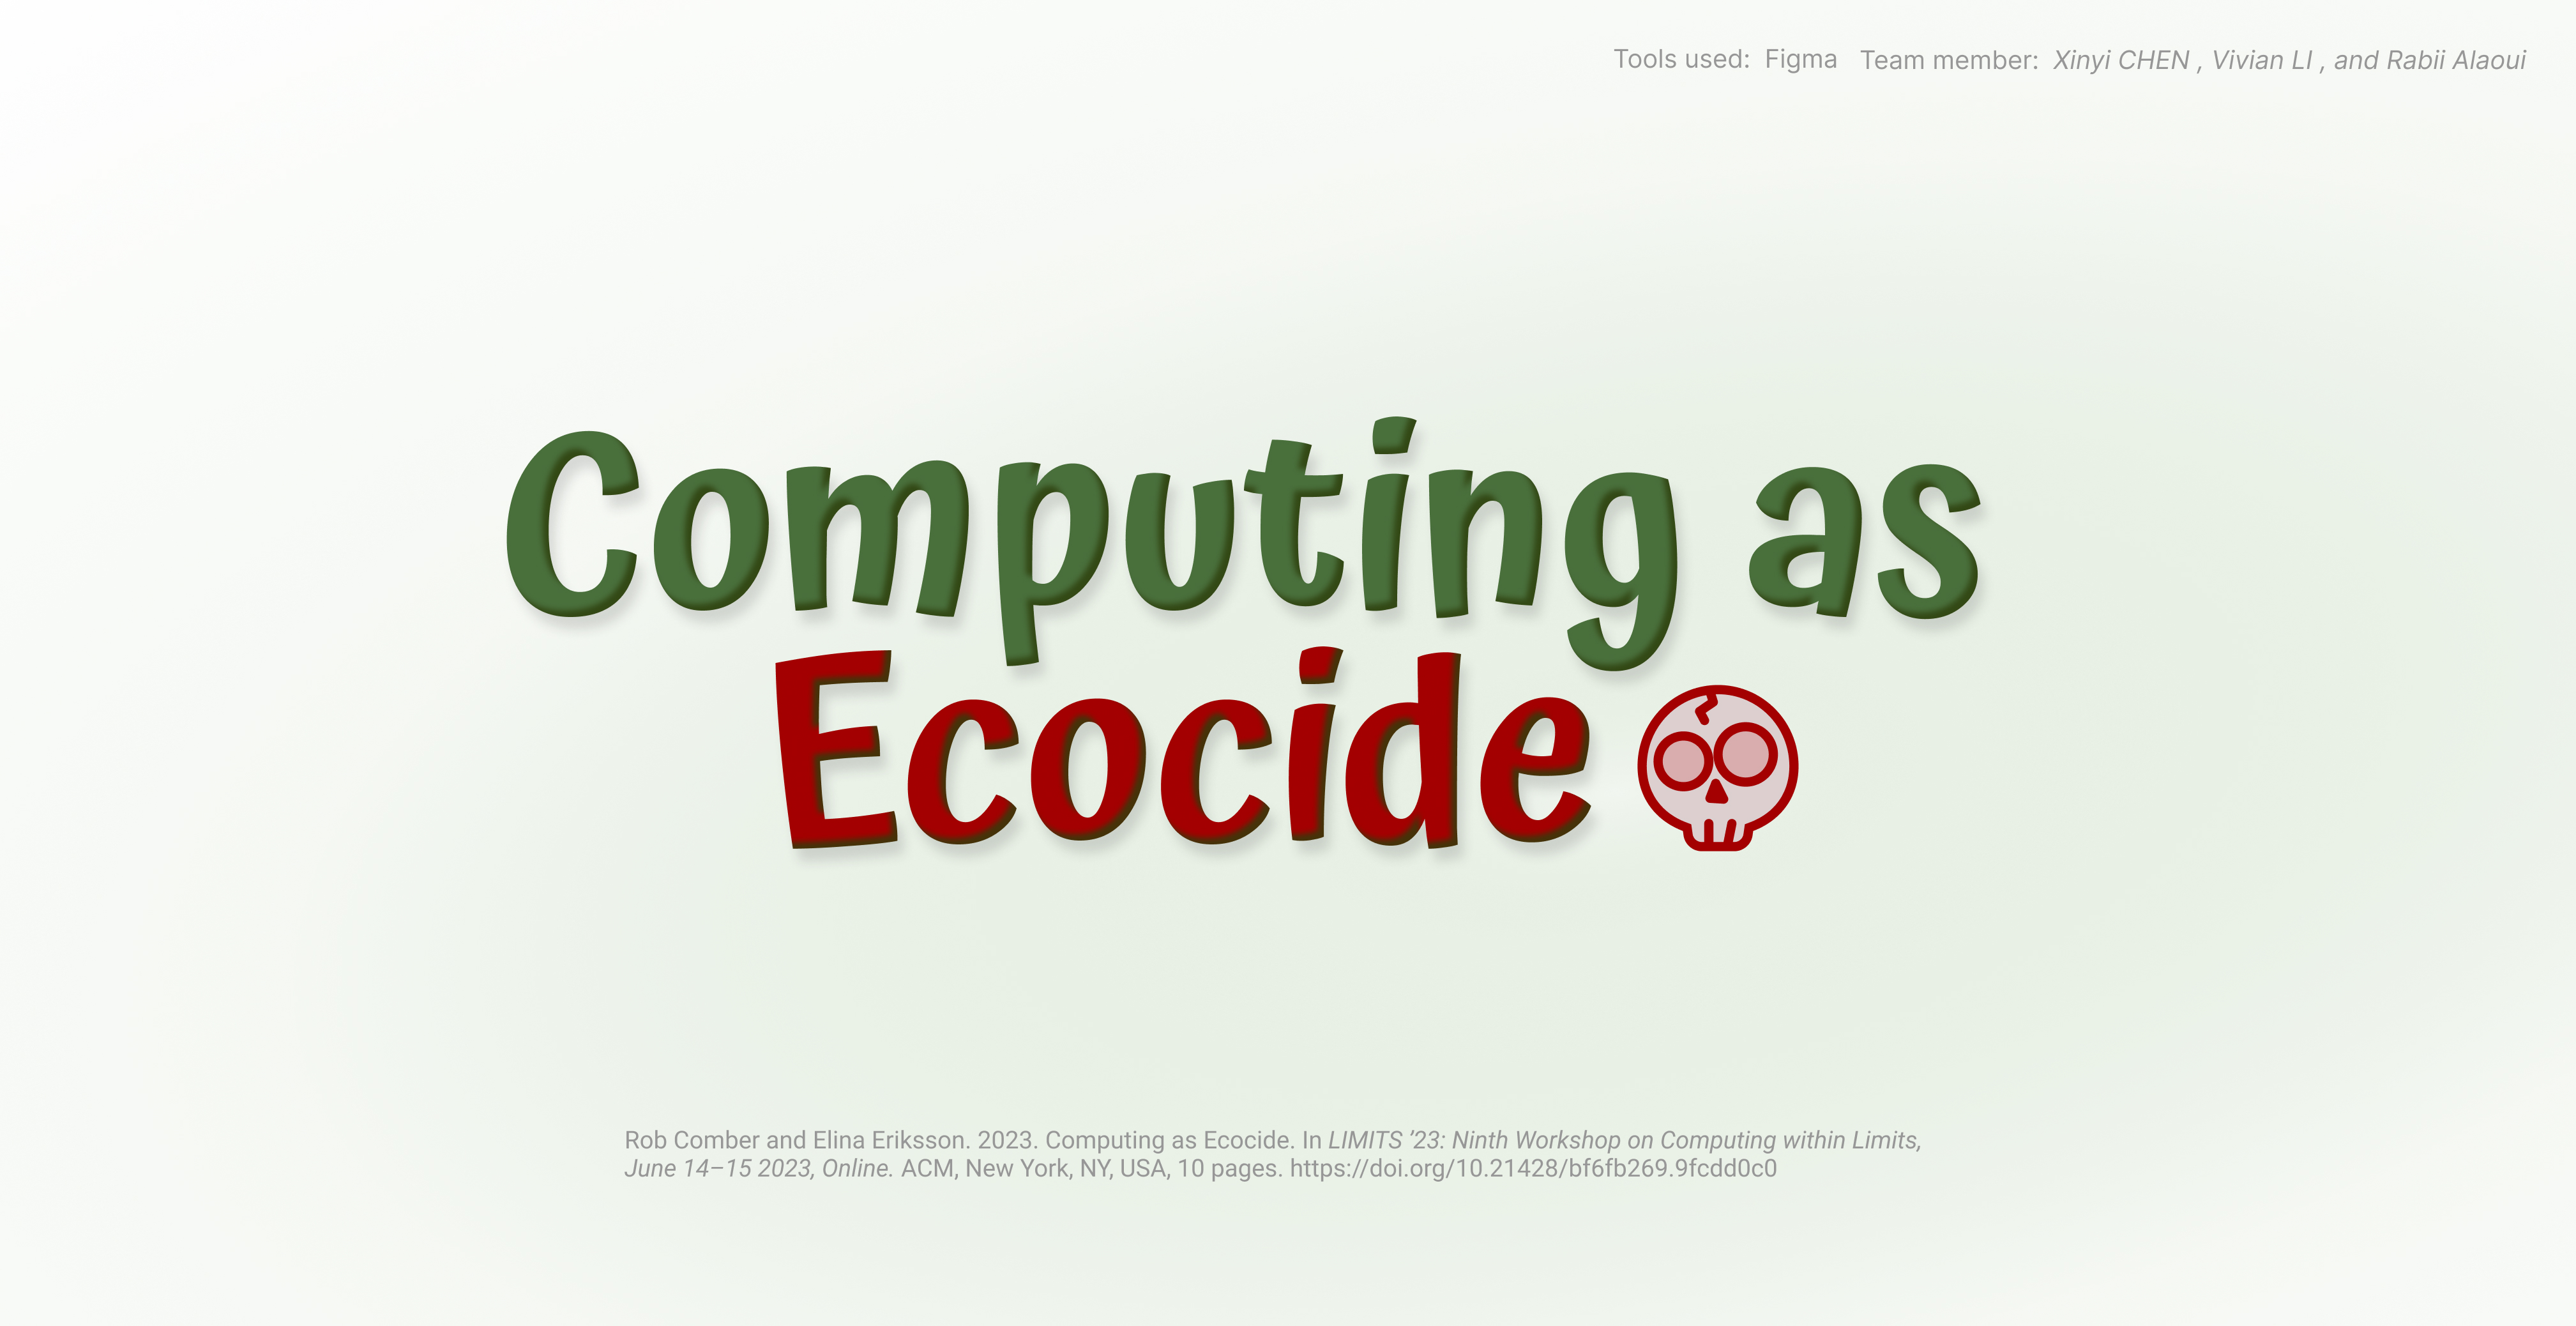 Tools used: Figma Team member: Xinyi CHEN , Vivian LI , and Rabii Alaoui
Computing as
Ecocide
Rob Comber and Elina Eriksson. 2023. Computing as Ecocide. In LIMITS ’23: Ninth Workshop on Computing within Limits,
June 14–15 2023, Online. ACM, New York, NY, USA, 10 pages. https://doi.org/10.21428/bf6fb269.9fcdd0c0